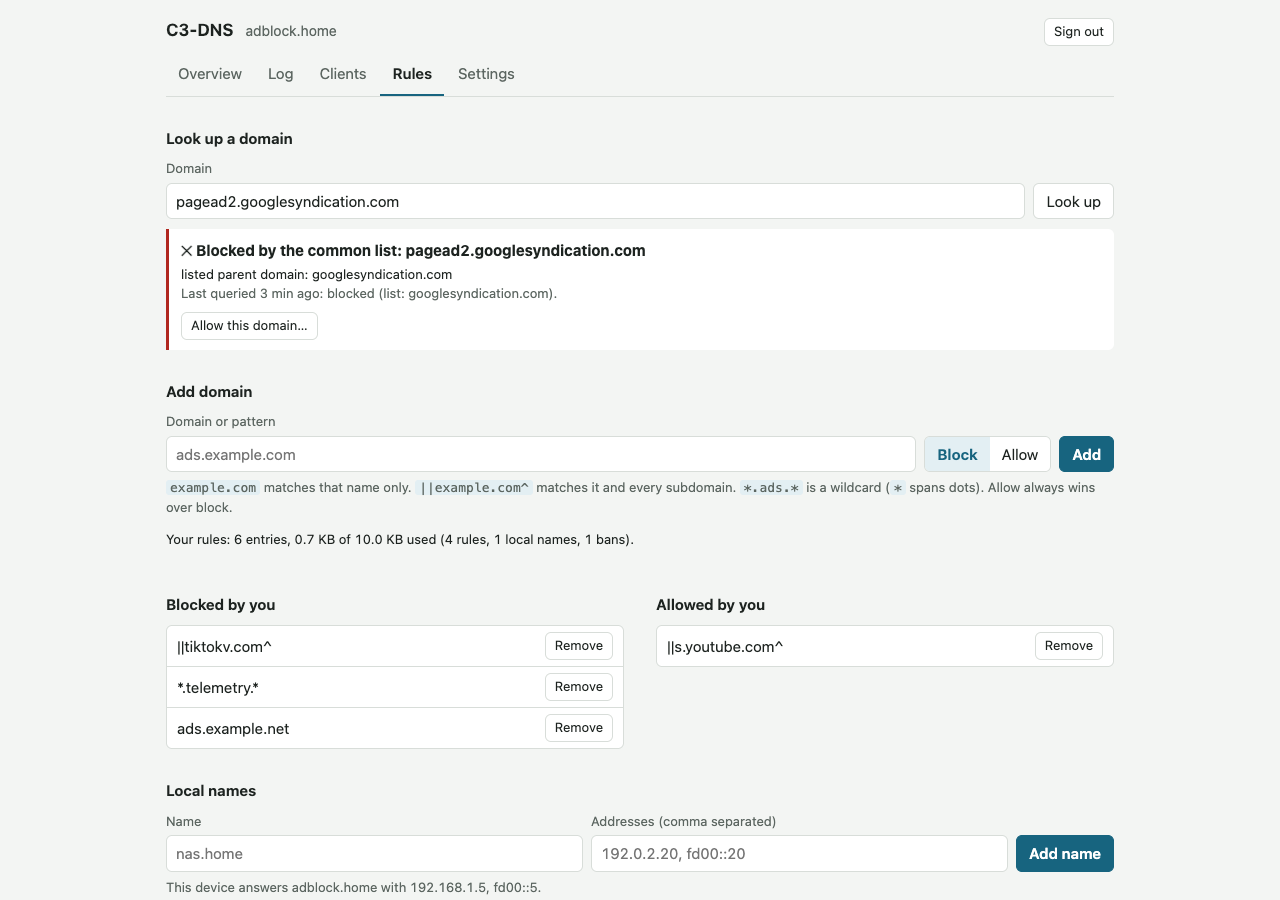 C3-DNS adblock.home Sign out
Overview Log Clients Rules Settings
Look up a domain
Domain
pagead2.googlesyndication.com Look up
× Blocked by the common list: pagead2.googlesyndication.com
listed parent domain: googlesyndication.com
Last queried 3 min ago: blocked (list: googlesyndication.com).
Allow this domain...
Add domain
Domain or pattern
ads.example.com Block Allow Add
example.com matches that name only. ||example.com^ matches it and every subdomain. *.ads.* is a wildcard (* spans dots). Allow always wins
over block.
Your rules: 6 entries, 0.7 KB of 10.0 KB used (4 rules, 1 local names, 1 bans).
Blocked by you Allowed by you
||tiktokv.com^ Remove ||s.youtube.com^ Remove
*.telemetry.* Remove
ads.example.net Remove
Local names
Name Addresses (comma separated)
nas.home 192.0.2.20, fd00::20 Add name
This device answers adblock.home with 192.168.1.5, fd00::5.